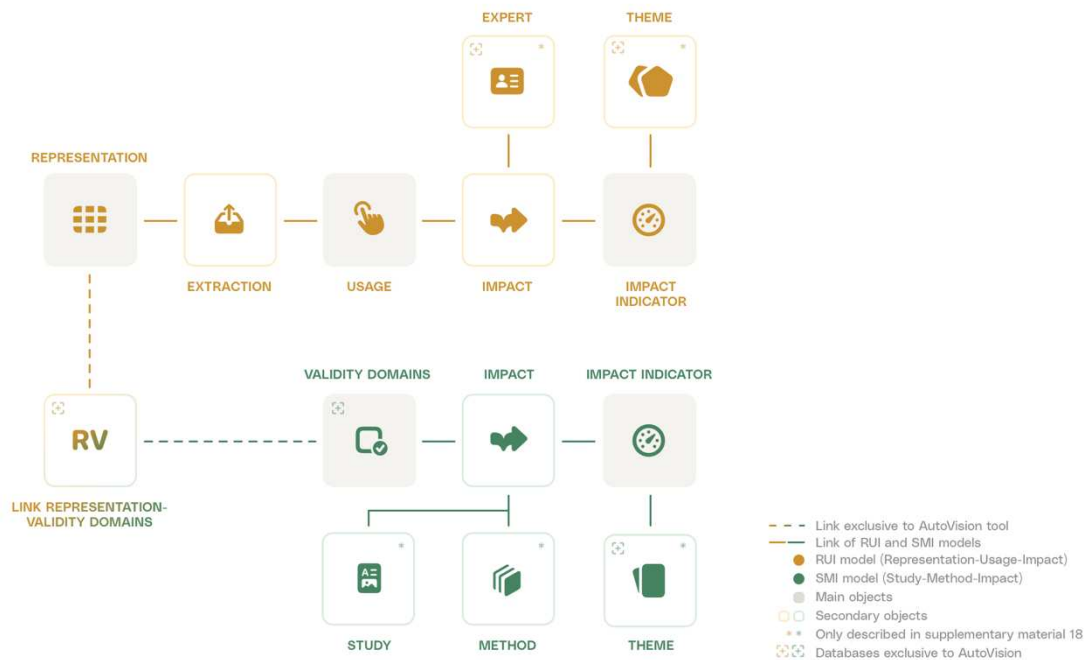 EXPERT
THEME
REPRESENTATION
EXTRACTION
USAGE
IMPACT
IMPACT
INDICATOR
VALIDITY DOMAINS
IMPACT
IMPACT INDICATOR
RV
LINK REPRESENTATION-
VALIDITY DOMAINS
A
STUDY
METHOD
THEME
Link exclusive to AutoVision tool
Link of RUI and SMI models
RUI model (Representation-Usage-Impact)
SMI model (Study-Method-Impact)
Main objects
Secondary objects
* * Only described in supplementary material 18
Databases exclusive to AutoVision